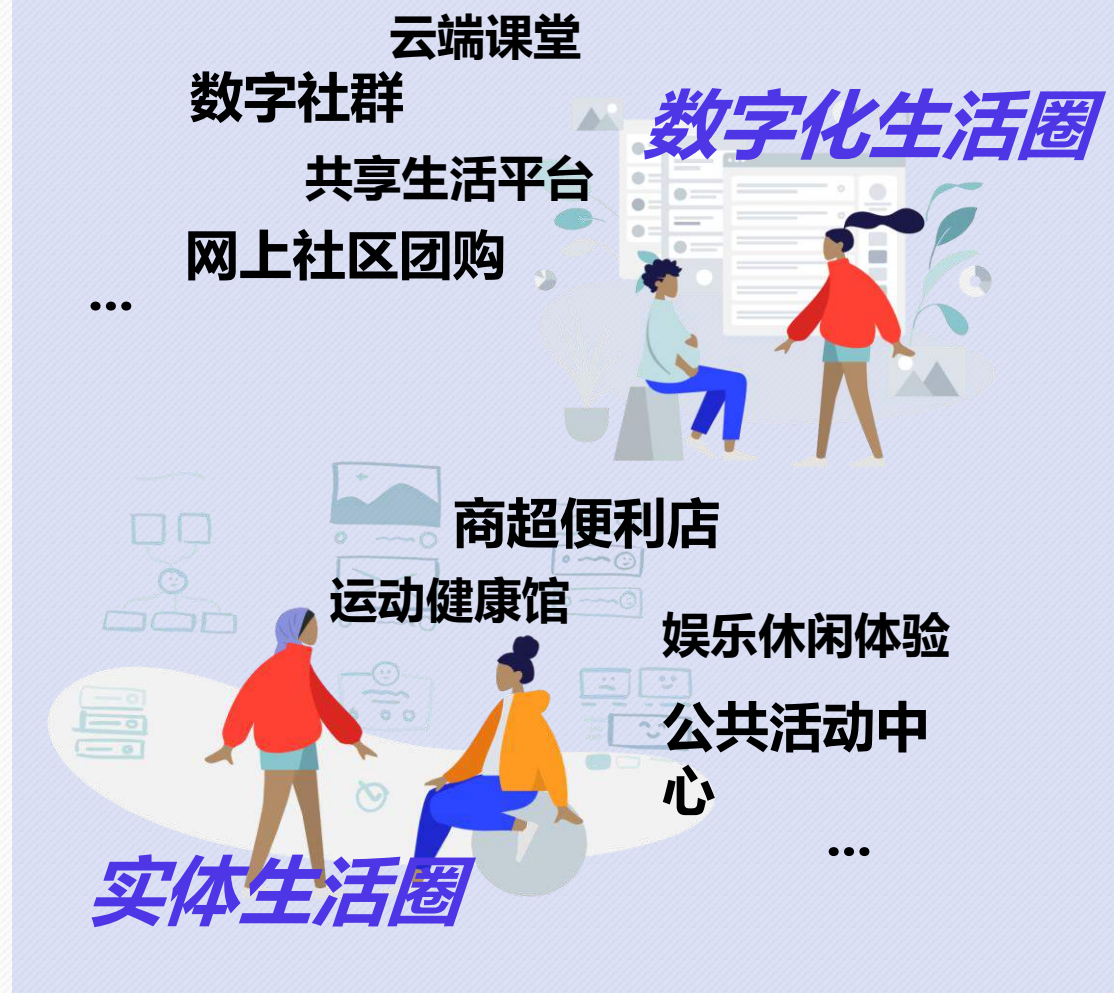 云端课堂
数字社群
数字化生活圈
共享生活平台
网上社区团购
...
商超便利店
运动健康馆
娱乐休闲体验
公共活动中
心
...
实体生活圈